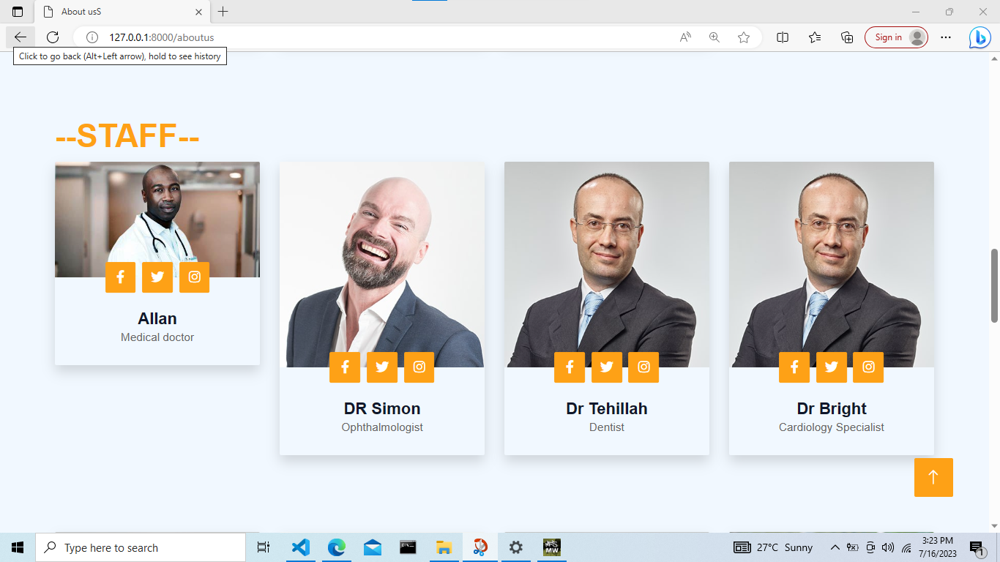 About usS
127.0.0.1:8000/aboutus
Sign in
Click to go back (Alt+Left arrow), hold to see history
--STAFF--
Allan
Medical doctor
DR Simon
Ophthalmologist
Dr Tehillah
Dentist
Dr Bright
Cardiology Specialist
Type here to search
27°C Sunny
3:23 PM
7/16/2023
1